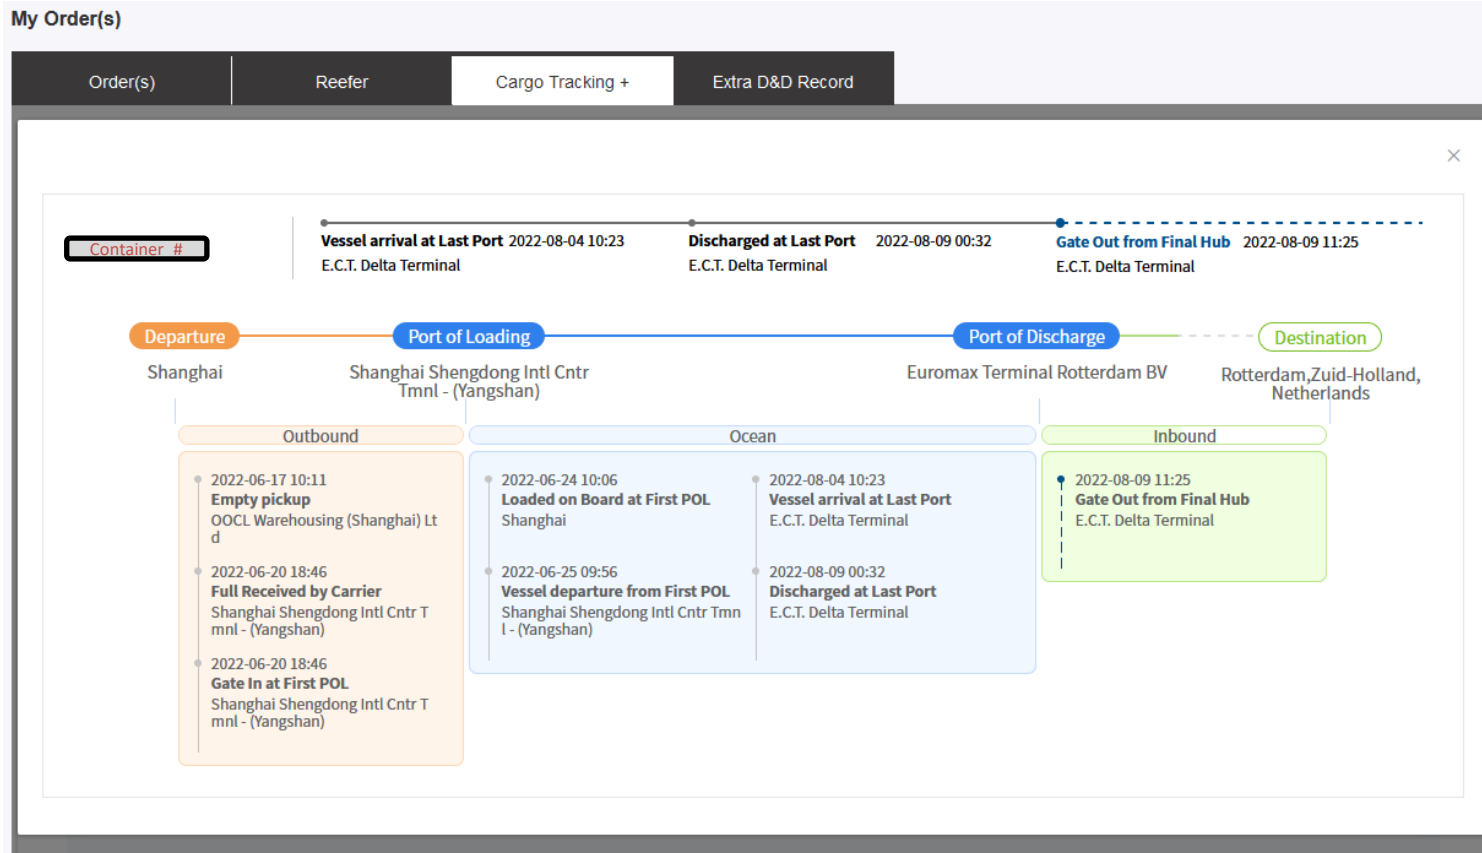 My Order(s)
Order(s)
Reefer
Cargo Tracking +
Extra D&D Record
Container #
Vessel arrival at Last Port 2022-08-04 10:23
E.C.T. Delta Terminal
Discharged at Last Port 2022-08-09 00:32
E.C.T. Delta Terminal
Gate Out from Final Hub 2022-08-09 11:25
E.C.T. Delta Terminal
Departure
Shanghai
Port of Loading
Shanghai Shengdong Intl Cntr
Tmnl - (Yangshan)
Port of Discharge
Euromax Terminal Rotterdam BV
Destination
Rotterdam,Zuid-Holland,
Netherlands
Outbound
2022-06-17 10:11
Empty pickup
OOCL Warehousing (Shanghai) Lt
d
2022-06-20 18:46
Full Received by Carrier
Shanghai Shengdong Intl Cntr T
mnl - (Yangshan)
2022-06-20 18:46
Gate In at First POL
Shanghai Shengdong Intl Cntr T
mnl - (Yangshan)
Ocean
2022-06-24 10:06
Loaded on Board at First POL
Shanghai
2022-06-25 09:56
Vessel departure from First POL
Shanghai Shengdong Intl Cntr Tmn
l - (Yangshan)
2022-08-04 10:23
Vessel arrival at Last Port
E.C.T. Delta Terminal
2022-08-09 00:32
Discharged at Last Port
E.C.T. Delta Terminal
Inbound
2022-08-09 11:25
Gate Out from Final Hub
E.C.T. Delta Terminal